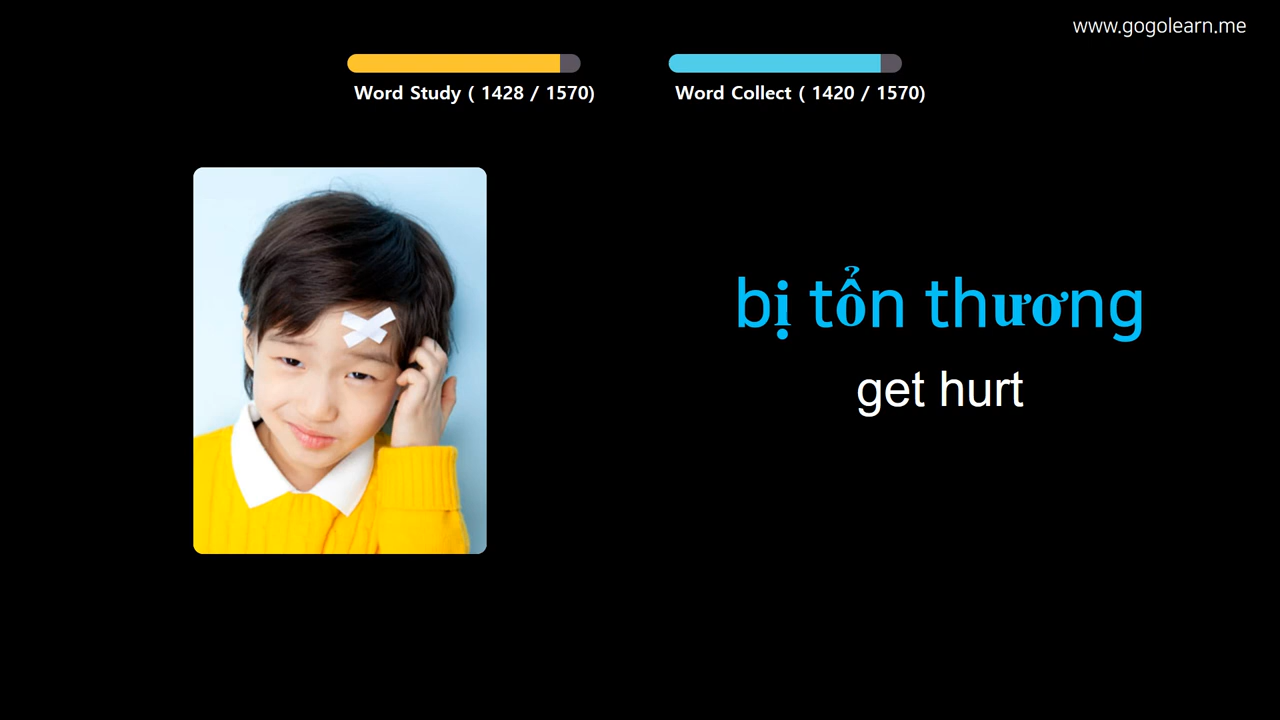 www.gogolearn.me
Word Study ( 1428 / 1570)
Word Collect ( 1420 / 1570)
bị tổn thương
get hurt